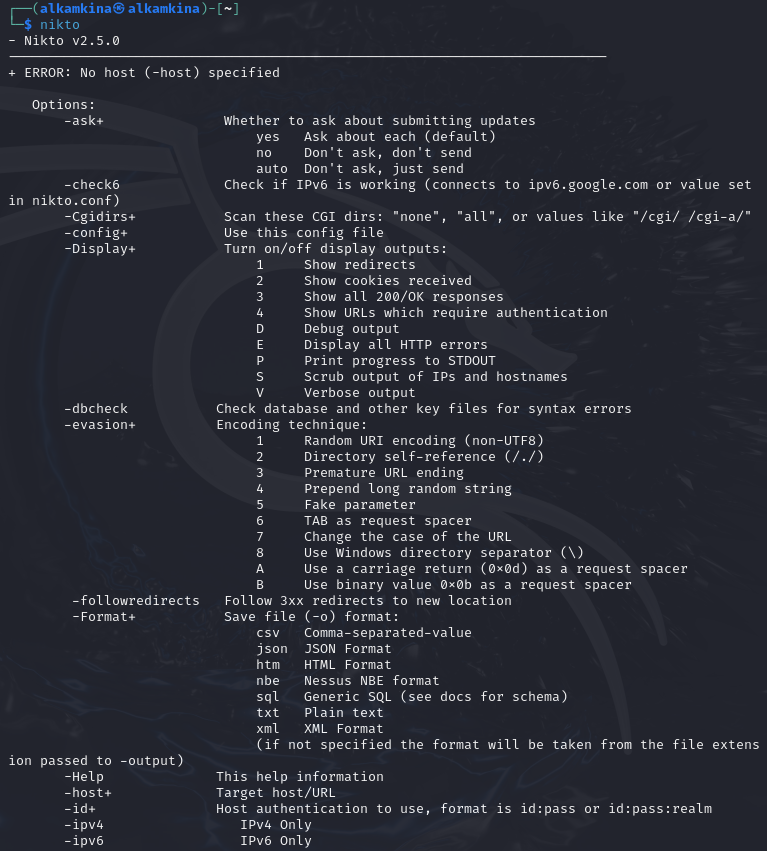 ┌──(alkamkina㉿alkamkina)-[~]
└─$ nikto
- Nikto v2.5.0
---------------------------------------------------------------------------
+ ERROR: No host (-host) specified

   Options:
       -ask+               Whether to ask about submitting updates
                               yes   Ask about each (default)
                               no    Don't ask, don't send
                               auto  Don't ask, just send
       -check6             Check if IPv6 is working (connects to ipv6.google.com or value set
in nikto.conf)
       -Cgidirs+           Scan these CGI dirs: "none", "all", or values like "/cgi/ /cgi-a/"
       -config+            Use this config file
       -Display+           Turn on/off display outputs:
                               1     Show redirects
                               2     Show cookies received
                               3     Show all 200/OK responses
                               4     Show URLs which require authentication
                               D     Debug output
                               E     Display all HTTP errors
                               P     Print progress to STDOUT
                               S     Scrub output of IPs and hostnames
                               V     Verbose output
       -dbcheck           Check database and other key files for syntax errors
       -evasion+          Encoding technique:
                               1     Random URI encoding (non-UTF8)
                               2     Directory self-reference (/./)
                               3     Premature URL ending
                               4     Prepend long random string
                               5     Fake parameter
                               6     TAB as request spacer
                               7     Change the case of the URL
                               8     Use Windows directory separator (\)
                               A     Use a carriage return (0x0d) as a request spacer
                               B     Use binary value 0x0b as a request spacer
        -followredirects   Follow 3xx redirects to new location
        -Format+           Save file (-o) format:
                               csv   Comma-separated-value
                               json  JSON Format
                               htm   HTML Format
                               nbe   Nessus NBE format
                               sql   Generic SQL (see docs for schema)
                               txt   Plain text
                               xml   XML Format
                               (if not specified the format will be taken from the file extens
ion passed to -output)
       -Help              This help information
       -host+             Target host/URL
       -id+               Host authentication to use, format is id:pass or id:pass:realm
       -ipv4                 IPv4 Only
       -ipv6                 IPv6 Only